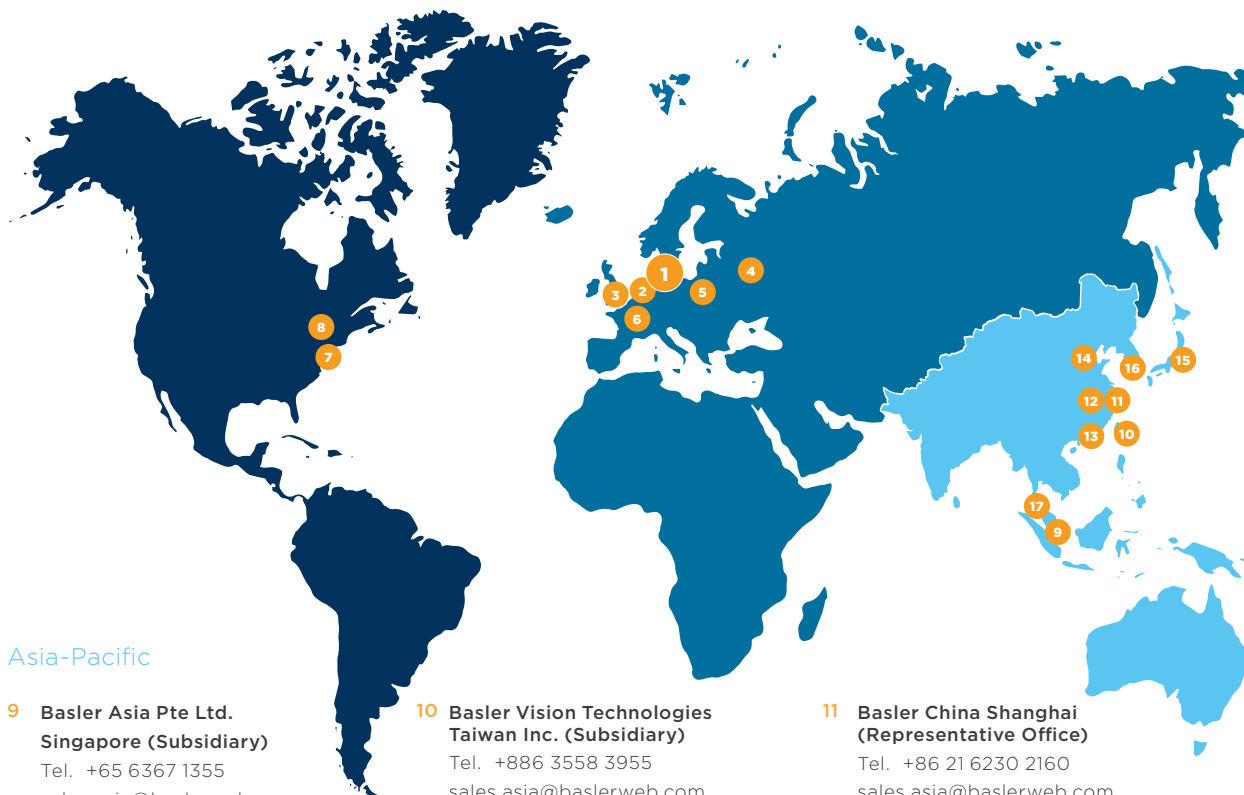 1
4
2
3
5
6
8
7
14
16
15
12
11
13
10
17
9
Asia-Pacific
9 Basler Asia Pte Ltd.
Singapore (Subsidiary)
Tel. +65 6367 1355
10 Basler Vision Technologies
Taiwan Inc. (Subsidiary)
Tel. +886 3558 3955
sales.asia@baslerweb.com
11 Basler China Shanghai
(Representative Office)
Tel. +86 21 6230 2160
sales.asia@baslerweb.com